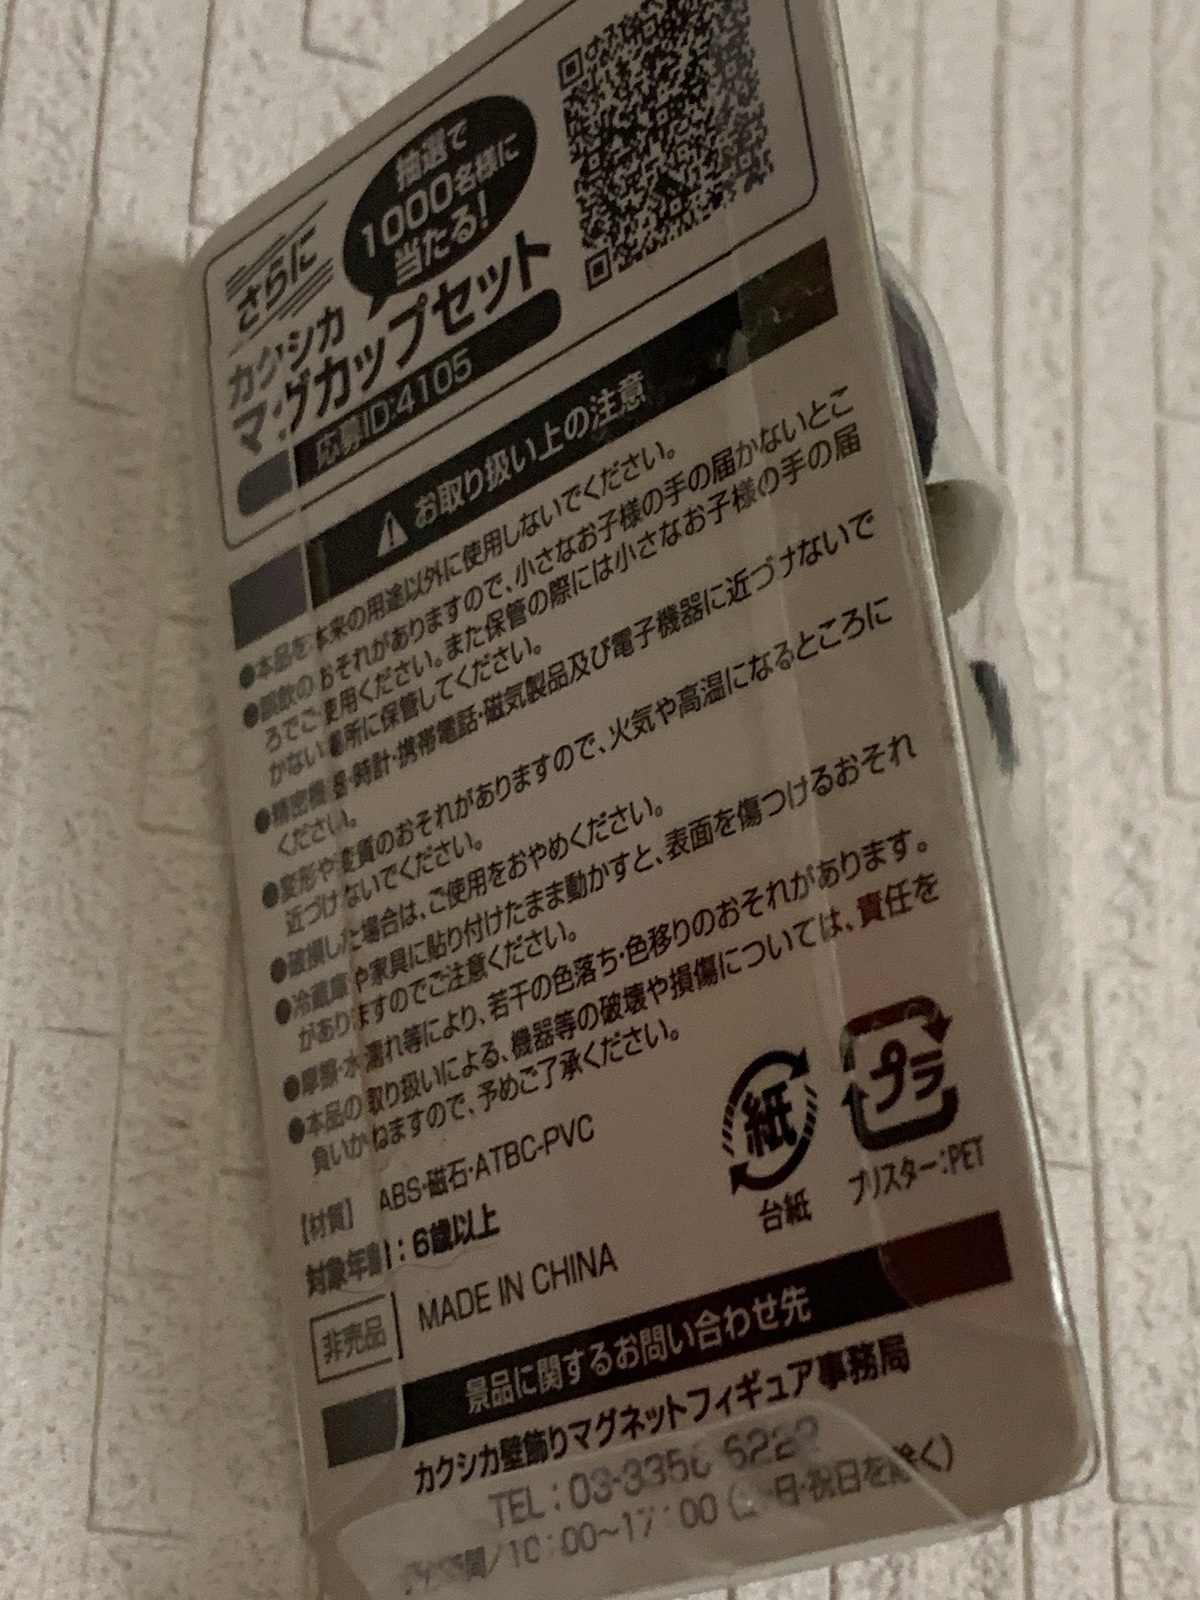 さらに
抽選で
1000名様に
当たる!
カクシカ
マグカップセット
応募ID:4105
お取り扱い上の注意
●本品を本来の用途以外に使用しないでください。
●誤飲のおそれがありますので、小さなお子様の手の届かないとこ
ろでご使用ください。また保管の際には小さなお子様の手の届
かない場所に保管してください。
●精密機器・時計・携帯電話・磁気製品及び電子機器に近づけないで
ください。
●変形や変質のおそれがありますので、火気や高温になるところに
近づけないでください。
●破損した場合は、ご使用をおやめください。
●冷蔵庫や家具に貼り付けたまま動かすと、表面を傷つけるおそれ
がありますのでご注意ください。
●摩擦・水濡れ等により、若干の色落ち・色移りのおそれがあります。
●本品の取り扱いによる、機器等の破壊や損傷については、責任を
負いかねますので、予めご了承ください。
【材質】 ABS・磁石・ATBC-PVC
対象年齢:6歳以上
紙
台紙
プラ
ブリスター:PET
非売品
MADE IN CHINA
景品に関するお問い合わせ先
カクシカ壁飾りマグネットフィギュア事務局
TEL:03-3356-6222
/10:00~17:00(日・祝日を除く)